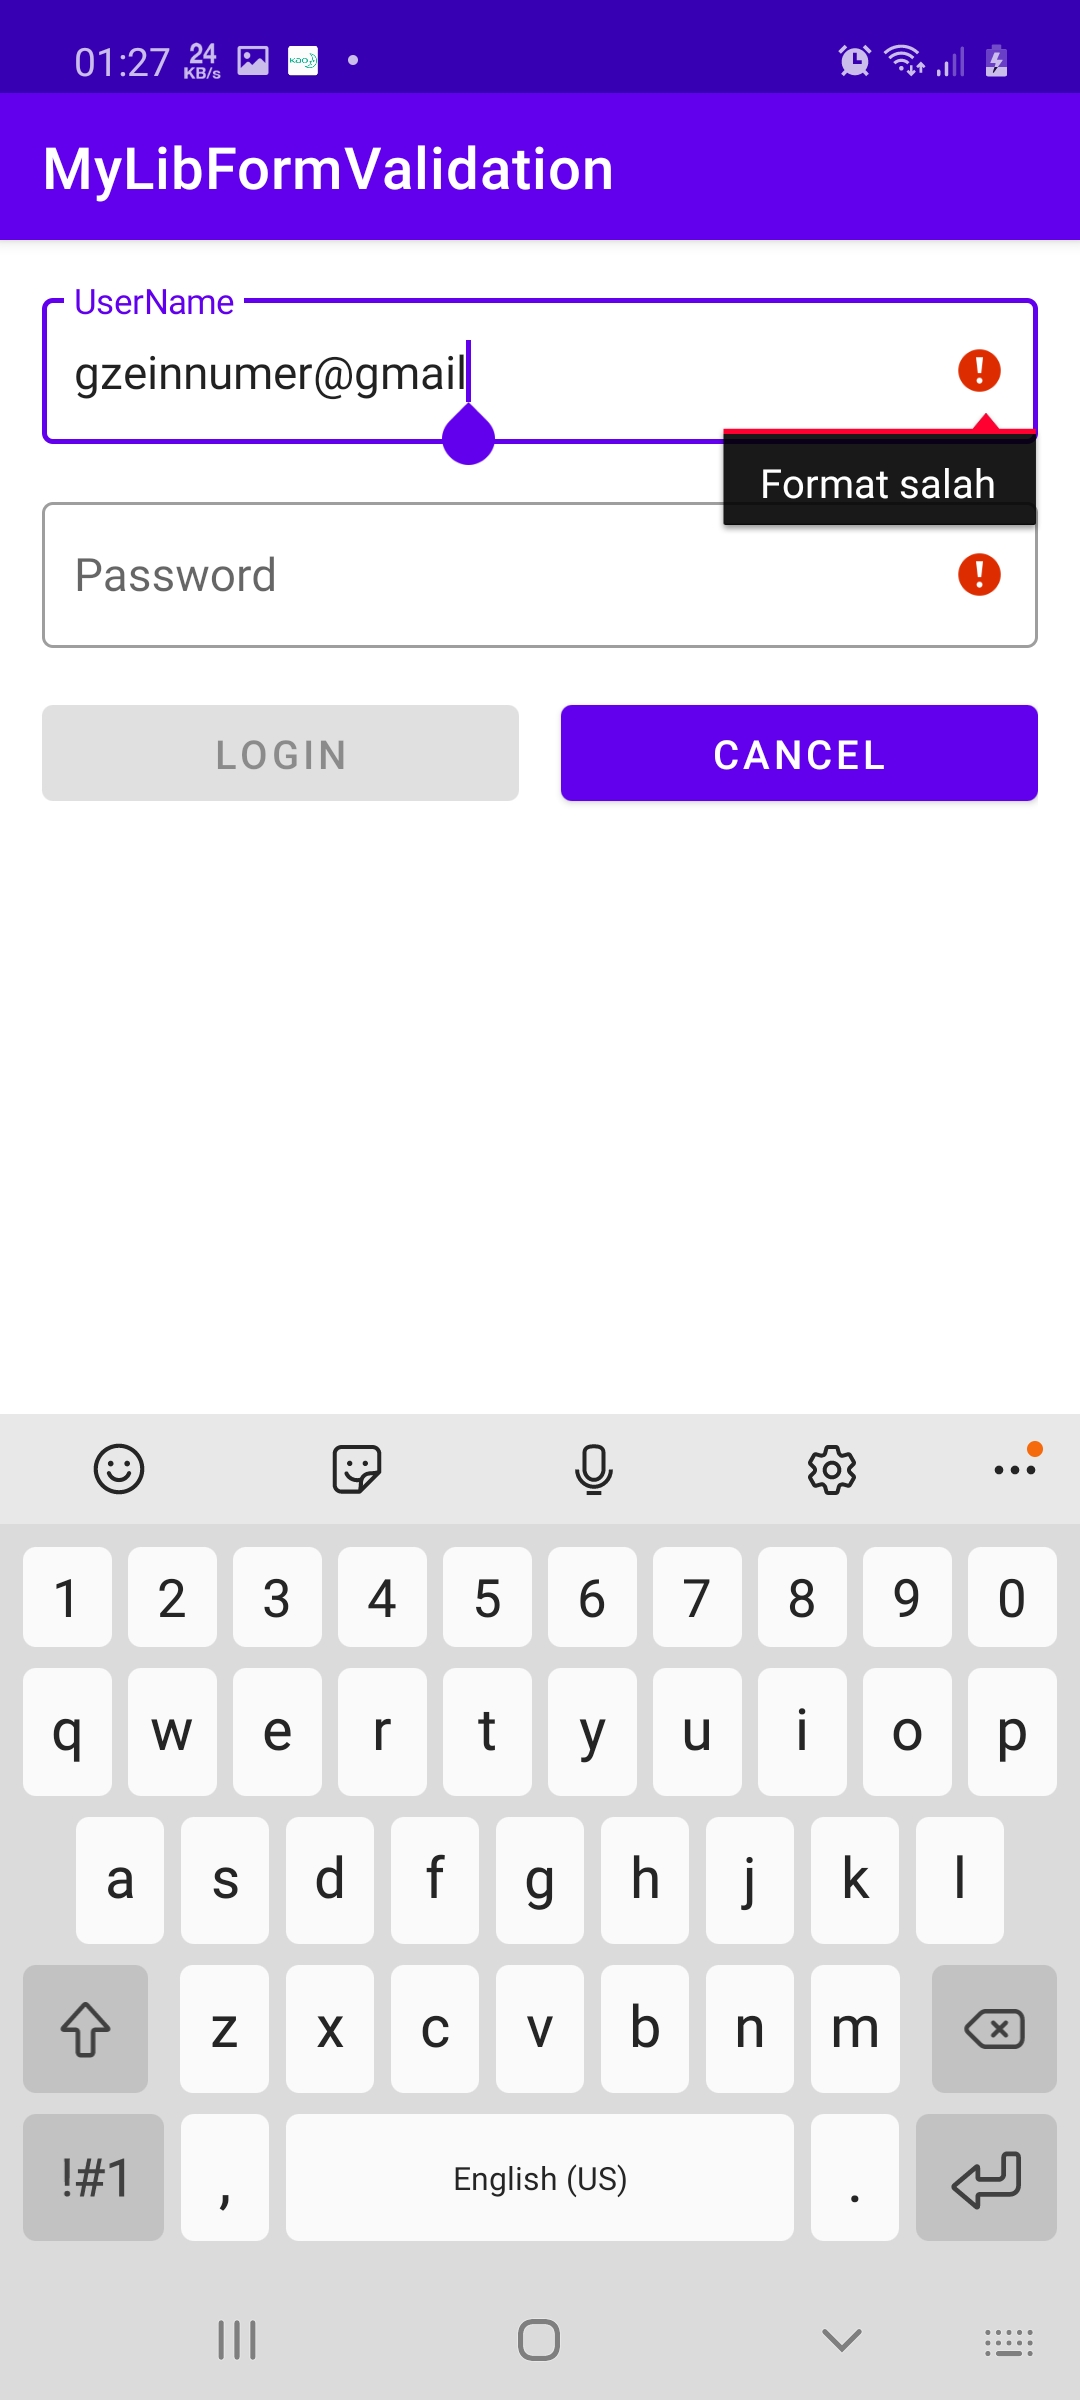 01:27 24 KB/s
MyLibFormValidation
UserName
gzeinnumer@gmail
Format salah
Password
LOGIN CANCEL
1 2 3 4 5 6 7 8 9 0
q w e r t y u i o p
a s d f g h j k l
z x c v b n m
!#1 , English (US) .